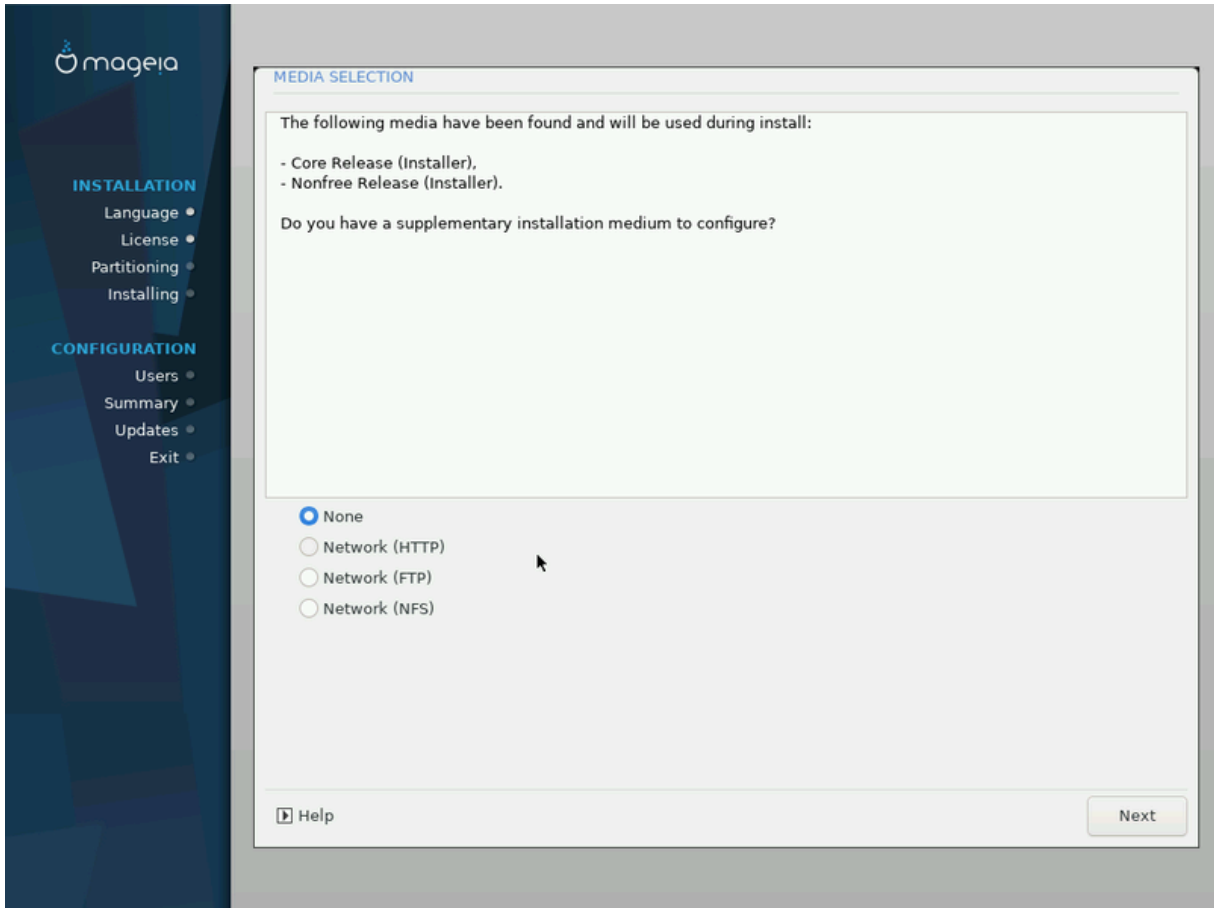 mageia
INSTALLATION
Language
License
Partitioning
Installing
CONFIGURATION
Users
Summary
Updates
Exit
MEDIA SELECTION
The following media have been found and will be used during install:
- Core Release (Installer),
- Nonfree Release (Installer).
Do you have a supplementary installation medium to configure?
None
Network (HTTP)
Network (FTP)
Network (NFS)
Help
Next